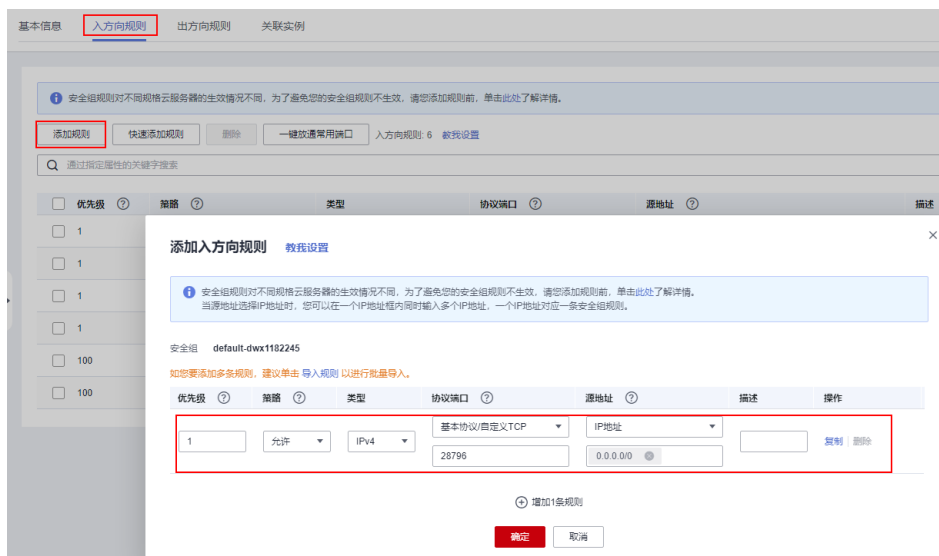 基本信息 入方向规则 出方向规则 关联实例
安全组规则对不同规格云服务器的生效情况不同，为了避免您的安全组规则不生效，请您添加规则前，单击此处了解详情。
添加规则 快速添加规则 删除 一键放通常用端口 入方向规则: 6 教我设置
通过指定属性的关键字搜索
优先级 策略 类型 协议端口 源地址 描述
1
1
1
1
100
100
添加入方向规则 教我设置
安全组规则对不同规格云服务器的生效情况不同，为了避免您的安全组规则不生效，请您添加规则前，单击此处了解详情。
当源地址选择IP地址时，您可以在一个IP地址框内同时输入多个IP地址，一个IP地址对应一条安全组规则。
安全组 default-dwx1182245
如您要添加多条规则，建议单击 导入规则 以进行批量导入。
优先级 策略 类型 协议端口 源地址 描述 操作
1 允许 IPv4 基本协议/自定义TCP IP地址 复制 删除
28796 0.0.0.0/0
增加1条规则
确定 取消